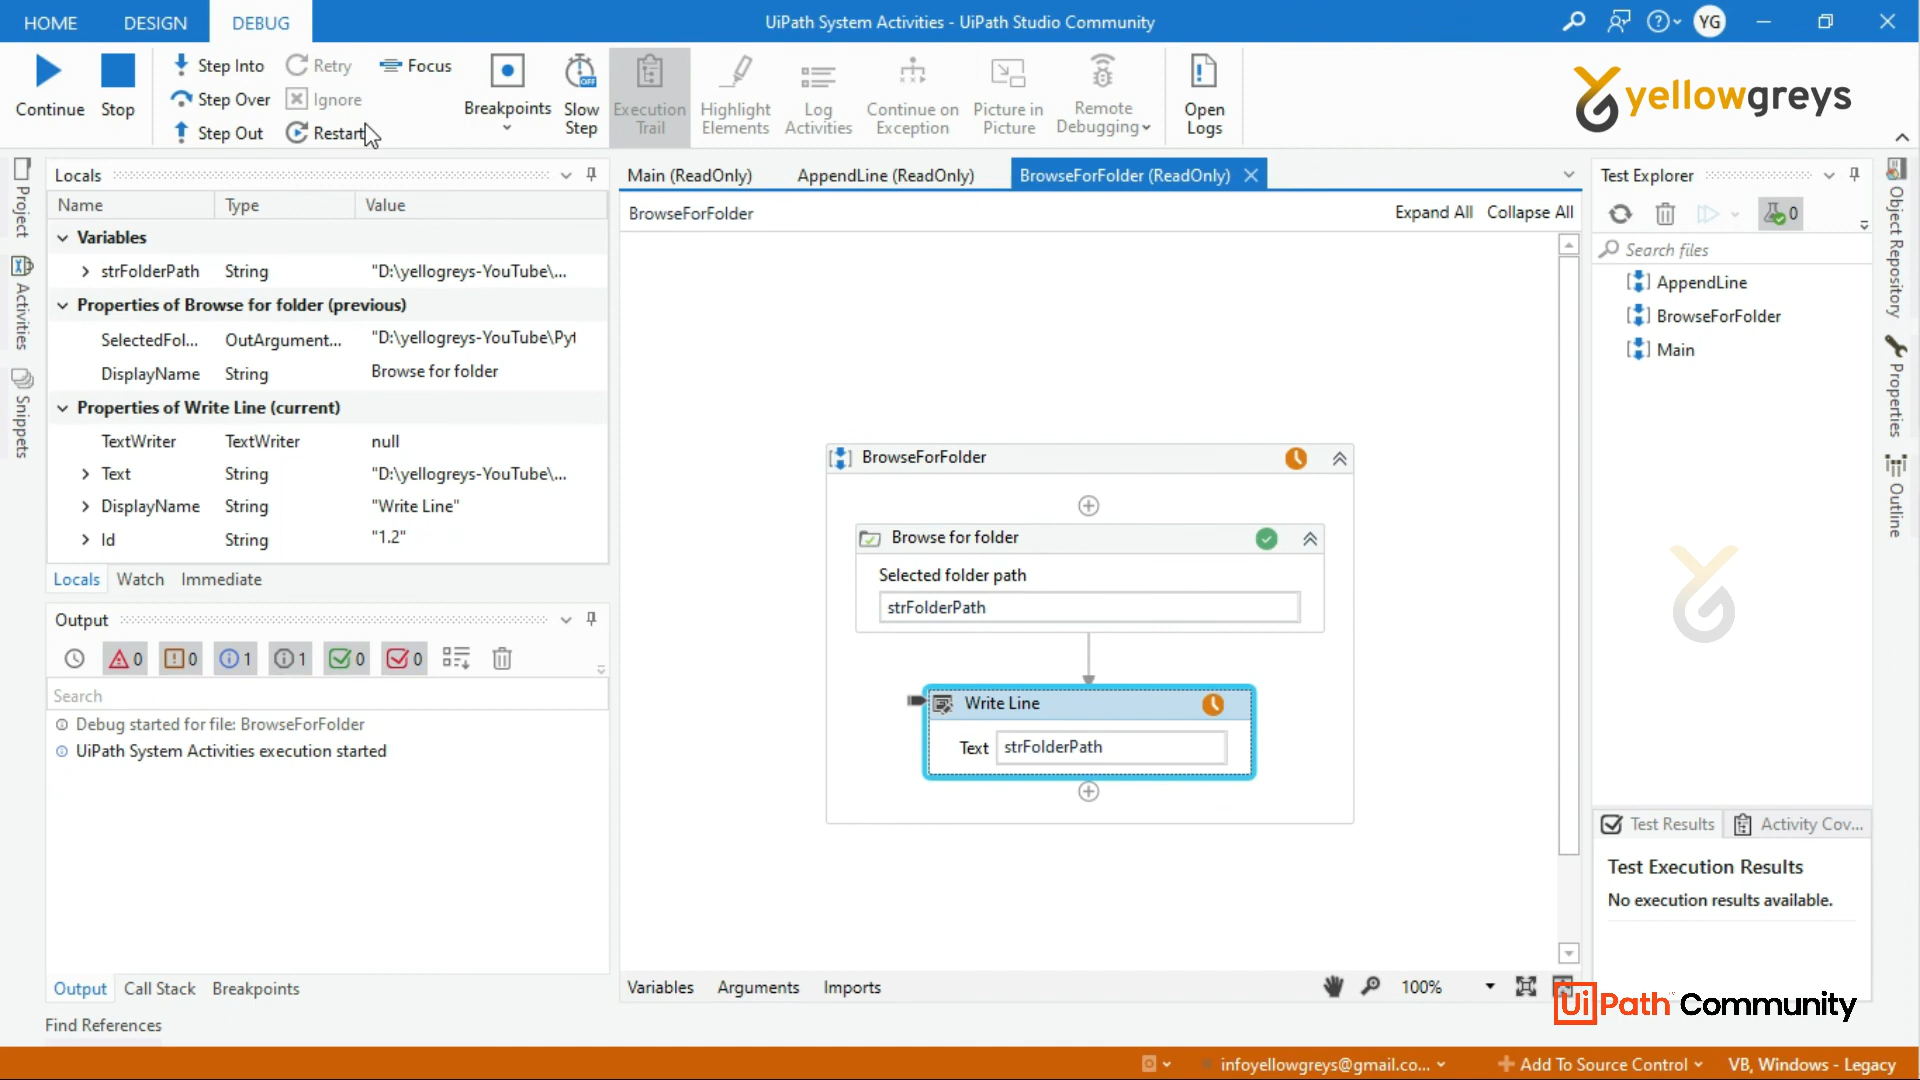 HOME DESIGN DEBUG UiPath System Activities - UiPath Studio Community YG
Continue Stop Step Into Step Over Step Out Retry Ignore Restart Focus Breakpoints Slow Step OFF Execution Trail Highlight Elements Log Activities Continue on Exception Picture in Picture Remote Debugging Open Logs
yellowgreys
Project
Activities
Snippets
Locals
Name Type Value
Variables
strFolderPath String "D:\yellogreys-YouTube\...
Properties of Browse for folder (previous)
SelectedFol... OutArgument... "D:\yellogreys-YouTube\Pyt
DisplayName String Browse for folder
Properties of Write Line (current)
TextWriter TextWriter null
Text String "D:\yellogreys-YouTube\...
DisplayName String "Write Line"
Id String "1.2"
Locals Watch Immediate
Output
0 0 1 1 0 0
Search
Debug started for file: BrowseForFolder
UiPath System Activities execution started
Output Call Stack Breakpoints
Find References
Main (ReadOnly) AppendLine (ReadOnly) BrowseForFolder (ReadOnly)
BrowseForFolder Expand All Collapse All
BrowseForFolder
Browse for folder
Selected folder path
strFolderPath
Write Line
Text strFolderPath
Variables Arguments Imports 100%
Test Explorer
0
Search files
AppendLine
BrowseForFolder
Main
Test Results Activity Cov...
Test Execution Results
No execution results available.
Object Repository
Properties
Outline
UiPath Community
infoyellowgreys@gmail.co... Add To Source Control VB, Windows - Legacy